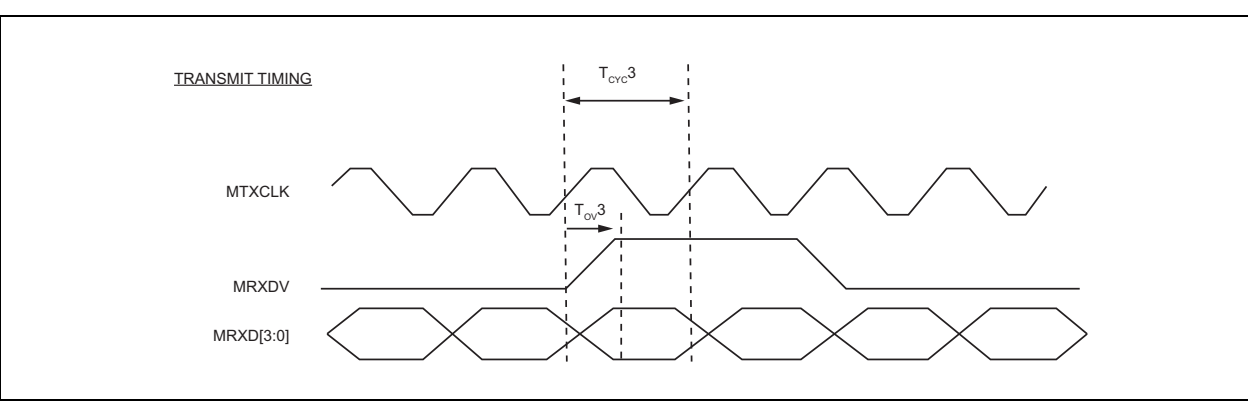 TRANSMIT TIMING
TCYC3
MTXCLK
TOV3
MRXDV
MRXD[3:0]